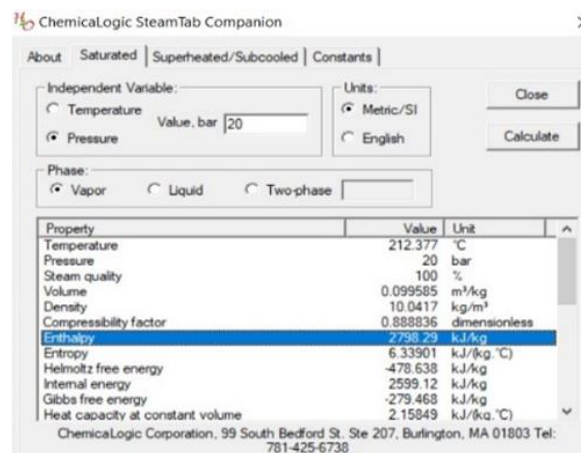 ChemicaLogic SteamTab Companion
About Saturated Superheated/Subcooled Constants
Independent Variable:
Temperature
Pressure
Value, bar 20
Units:
Metric/SI
English
Close
Calculate
Phase:
Vapor Liquid Two-phase
Property Value Unit
Temperature 212.377 °C
Pressure 20 bar
Steam quality 100 %
Volume 0.099585 m³/kg
Density 10.0417 kg/m³
Compressibility factor 0.888836 dimensionless
Enthalpy 2798.29 kJ/kg
Entropy 6.33901 kJ/(kg.°C)
Helmoltz free energy -478.638 kJ/kg
Internal energy 2599.12 kJ/kg
Gibbs free energy -279.468 kJ/kg
Heat capacity at constant volume 2.15849 kJ/(kg.°C)
ChemicaLogic Corporation, 99 South Bedford St. Ste 207, Burlington, MA 01803 Tel:
781-425-6738